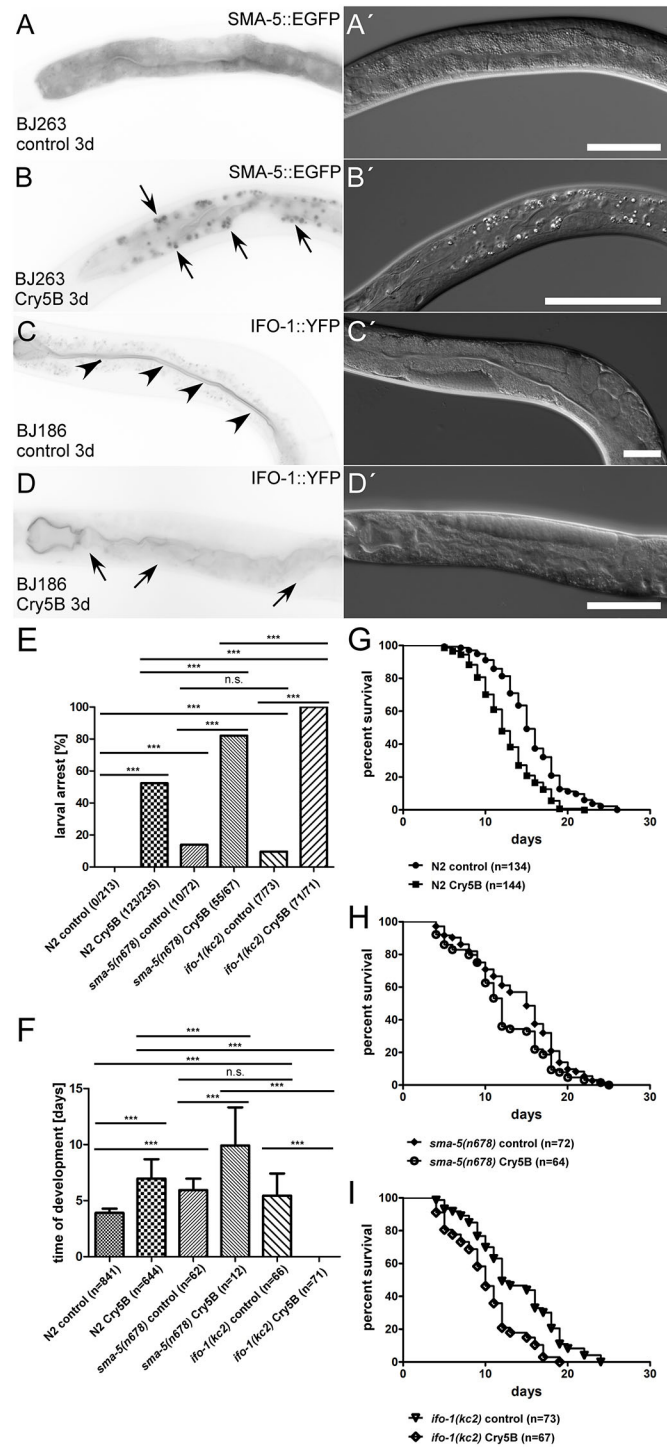 A
SMA-5::EGFP
BJ263
control 3d
A´
B
SMA-5::EGFP
BJ263
Cry5B 3d
B´
C
IFO-1::YFP
BJ186
control 3d
C´
D
IFO-1::YFP
BJ186
Cry5B 3d
D´
E
larval arrest [%]
100
80
60
40
20
0
***
***
***
n.s.
***
***
***
***
***
N2 control (0/213)
N2 Cry5B (123/235)
sma-5(n678) control (10/72)
sma-5(n678) Cry5B (55/67)
ifo-1(kc2) control (7/73)
ifo-1(kc2) Cry5B (71/71)
F
time of development [days]
15
10
5
0
***
***
***
n.s.
***
***
***
***
***
N2 control (n=841)
N2 Cry5B (n=644)
sma-5(n678) control (n=62)
sma-5(n678) Cry5B (n=12)
ifo-1(kc2) control (n=66)
ifo-1(kc2) Cry5B (n=71)
G
percent survival
100
80
60
40
20
0
0 10 20 30
days
N2 control (n=134)
N2 Cry5B (n=144)
H
percent survival
100
80
60
40
20
0
0 10 20 30
days
sma-5(n678) control (n=72)
sma-5(n678) Cry5B (n=64)
I
percent survival
100
80
60
40
20
0
0 10 20 30
days
ifo-1(kc2) control (n=73)
ifo-1(kc2) Cry5B (n=67)